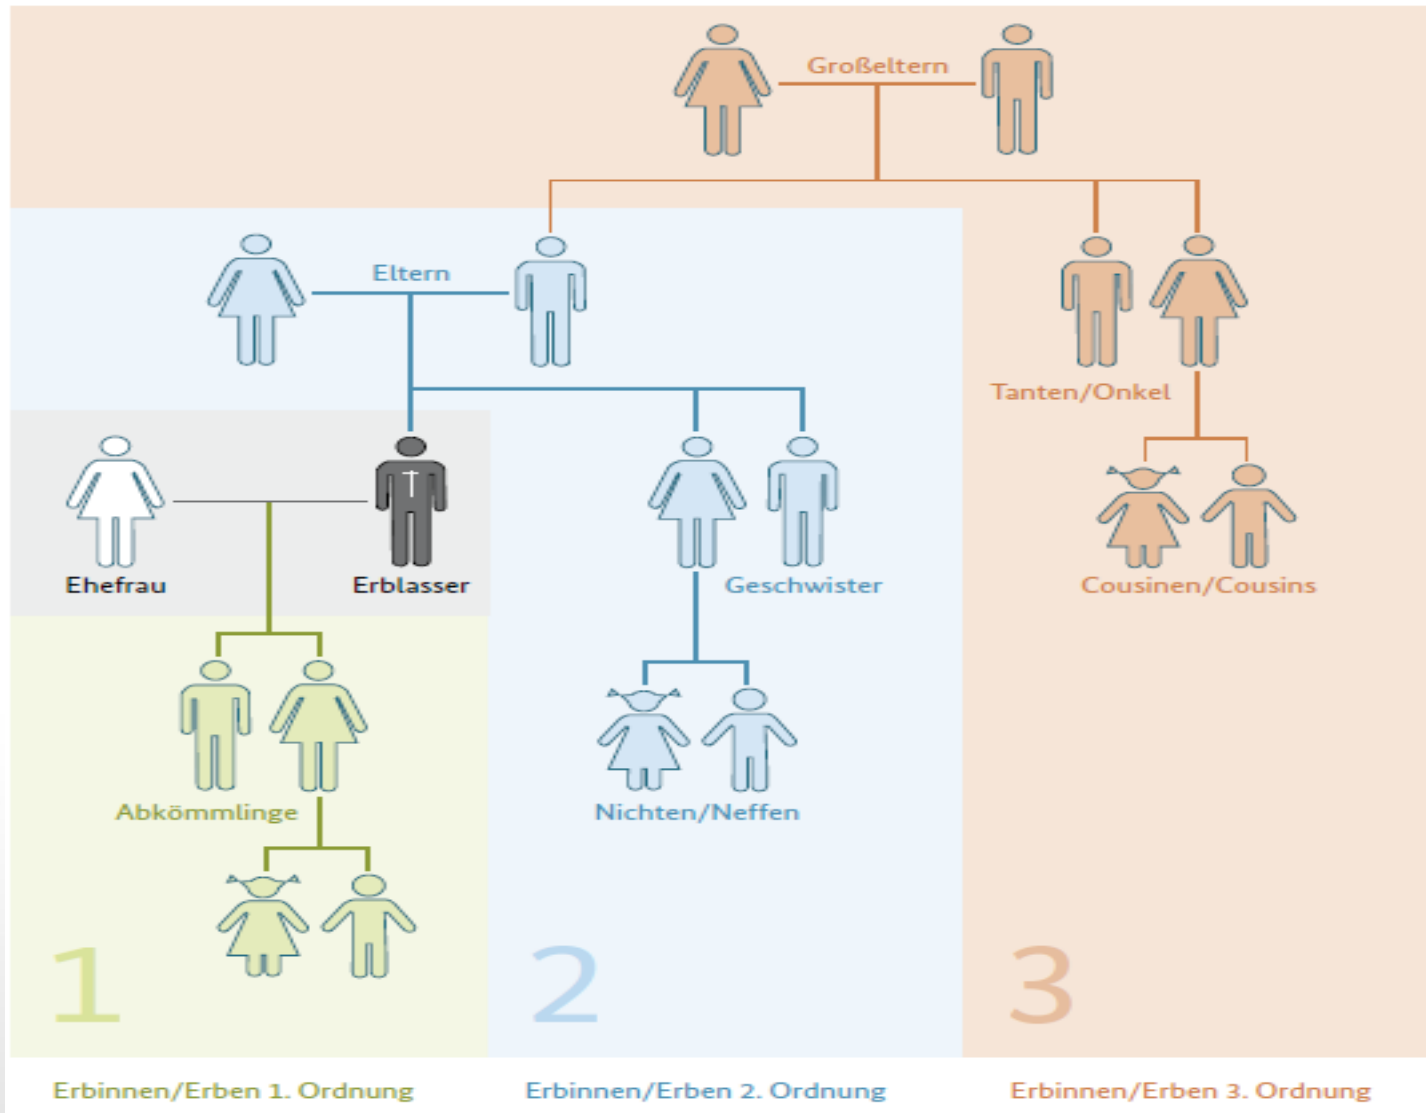 Großeltern
Eltern
Tanten/Onkel
Ehefrau
Erblasser
Geschwister
Cousinen/Cousins
Abkömmlinge
Nichten/Neffen
1
2
3
Erbinnen/Erben 1. Ordnung
Erbinnen/Erben 2. Ordnung
Erbinnen/Erben 3. Ordnung